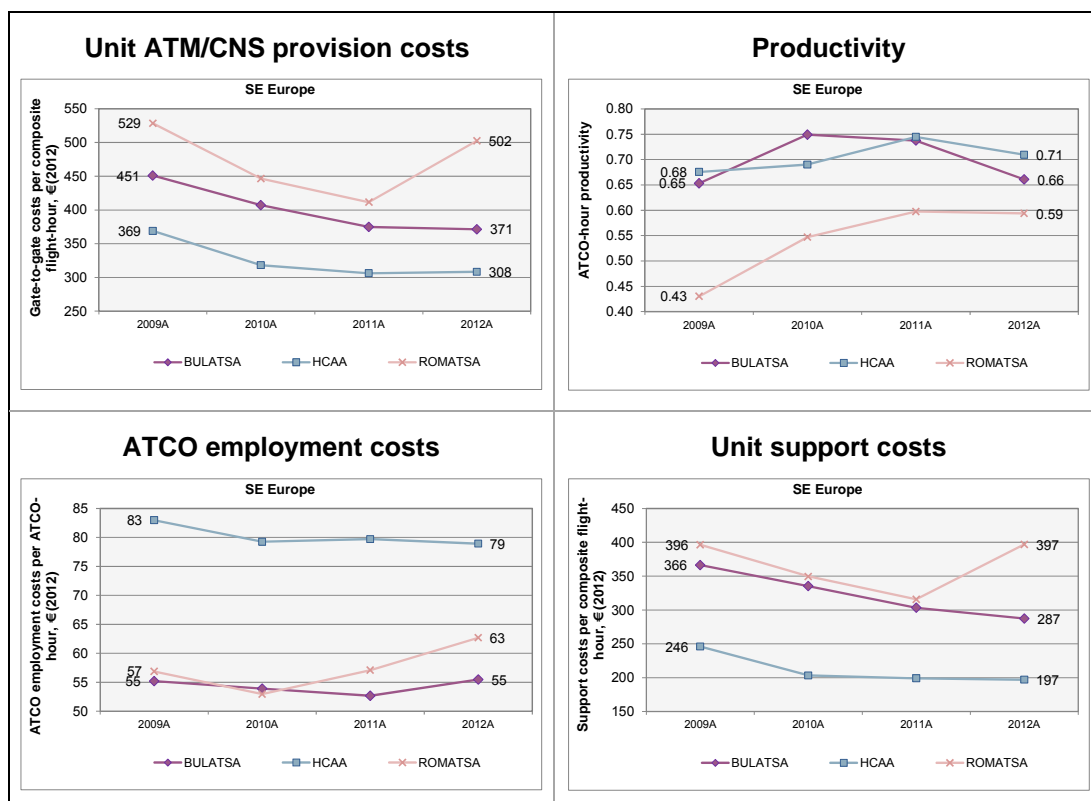 Unit ATM/CNS provision costs
SE Europe
Gate-to-gate costs per composite
flight-hour, € (2012)
550
500
450
400
350
300
250
529
451
369
502
371
308
2009A 2010A 2011A 2012A
BULATSA HCAA ROMATSA
Productivity
SE Europe
ATCO-hour productivity
0.80
0.75
0.70
0.65
0.60
0.55
0.50
0.45
0.40
0.68
0.65
0.43
0.71
0.66
0.59
2009A 2010A 2011A 2012A
BULATSA HCAA ROMATSA
ATCO employment costs
SE Europe
ATCO employment costs per ATCO-
hour, € (2012)
85
80
75
70
65
60
55
50
83
57
55
79
63
55
2009A 2010A 2011A 2012A
BULATSA HCAA ROMATSA
Unit support costs
SE Europe
Support costs per composite flight-
hour, € (2012)
450
400
350
300
250
200
150
396
366
246
397
287
197
2009A 2010A 2011A 2012A
BULATSA HCAA ROMATSA